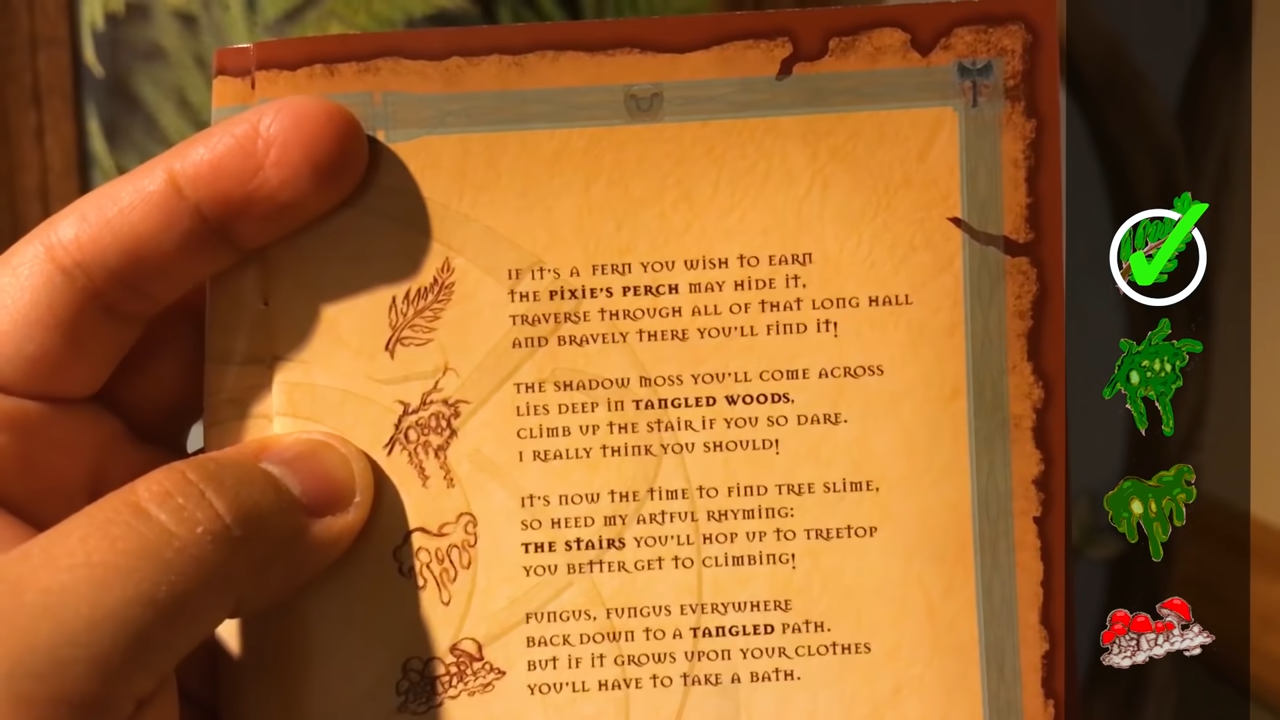 IF IT'S A FERN YOU WISH TO EARN
THE PIXIE'S PERCH MAY HIDE IT,
TRAVERSE THROUGH ALL OF THAT LONG HALL
AND BRAVELY THERE YOU'LL FIND IT!
THE SHADOW MOSS YOU'LL COME ACROSS
LIES DEEP IN TANGLED WOODS,
CLIMB UP THE STAIR IF YOU SO DARE.
I REALLY THINK YOU SHOULD!
IT'S NOW THE TIME TO FIND TREE SLIME,
SO HEED MY ARTFUL RHYMING:
THE STAIRS YOU'LL HOP UP TO TREETOP
YOU BETTER GET TO CLIMBING!
FUNGUS, FUNGUS EVERYWHERE
BACK DOWN TO A TANGLED PATH.
BUT IF IT GROWS UPON YOUR CLOTHES
YOU'LL HAVE TO TAKE A BATH.